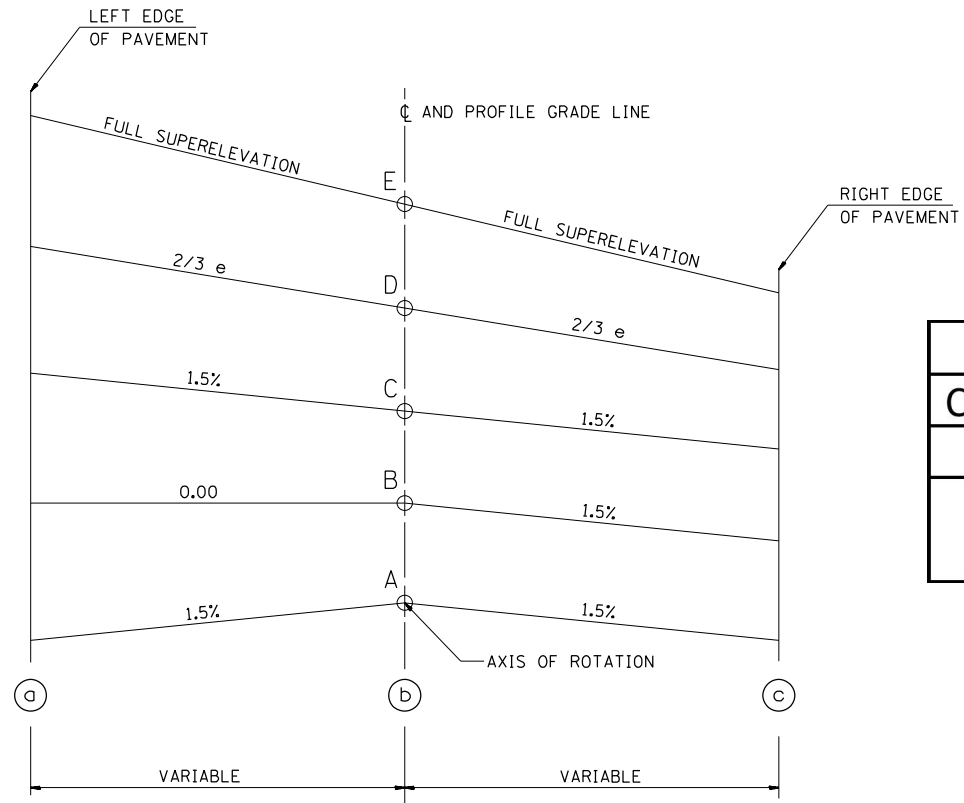 LEFT EDGE
OF PAVEMENT
℄ AND PROFILE GRADE LINE
FULL SUPERELEVATION
E
RIGHT EDGE
OF PAVEMENT
FULL SUPERELEVATION
2/3 e
D
2/3 e
1.5%
C
1.5%
0.00
B
1.5%
A
1.5%
1.5%
AXIS OF ROTATION
a
b
c
VARIABLE
VARIABLE